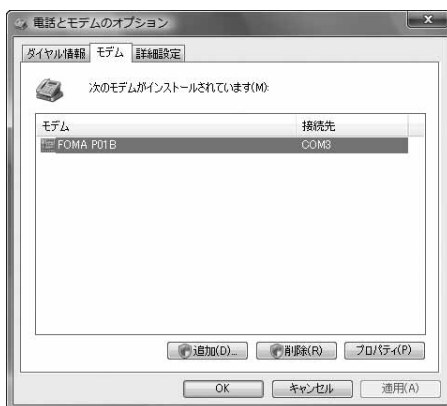 電話とモデムのオプション
ダイヤル情報 モデム 詳細設定
次のモデムがインストールされています(M):
モデム 接続先
FOMA P01B COM3
追加(D)... 削除(R) プロパティ(P)
OK キャンセル 適用(A)